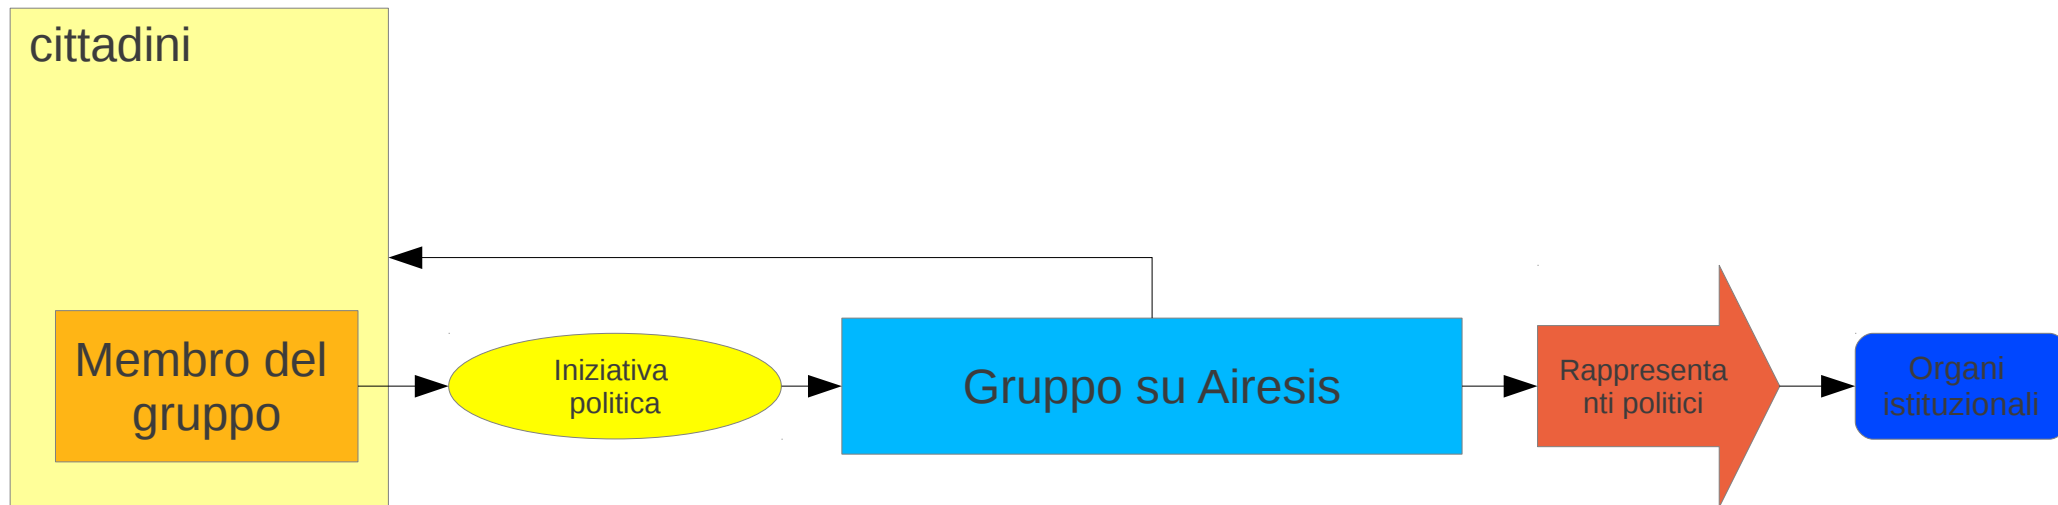 cittadini
Membro del
gruppo
Iniziativa
politica
Gruppo su Airesis
Rappresenta
nti politici
Organi
istituzionali